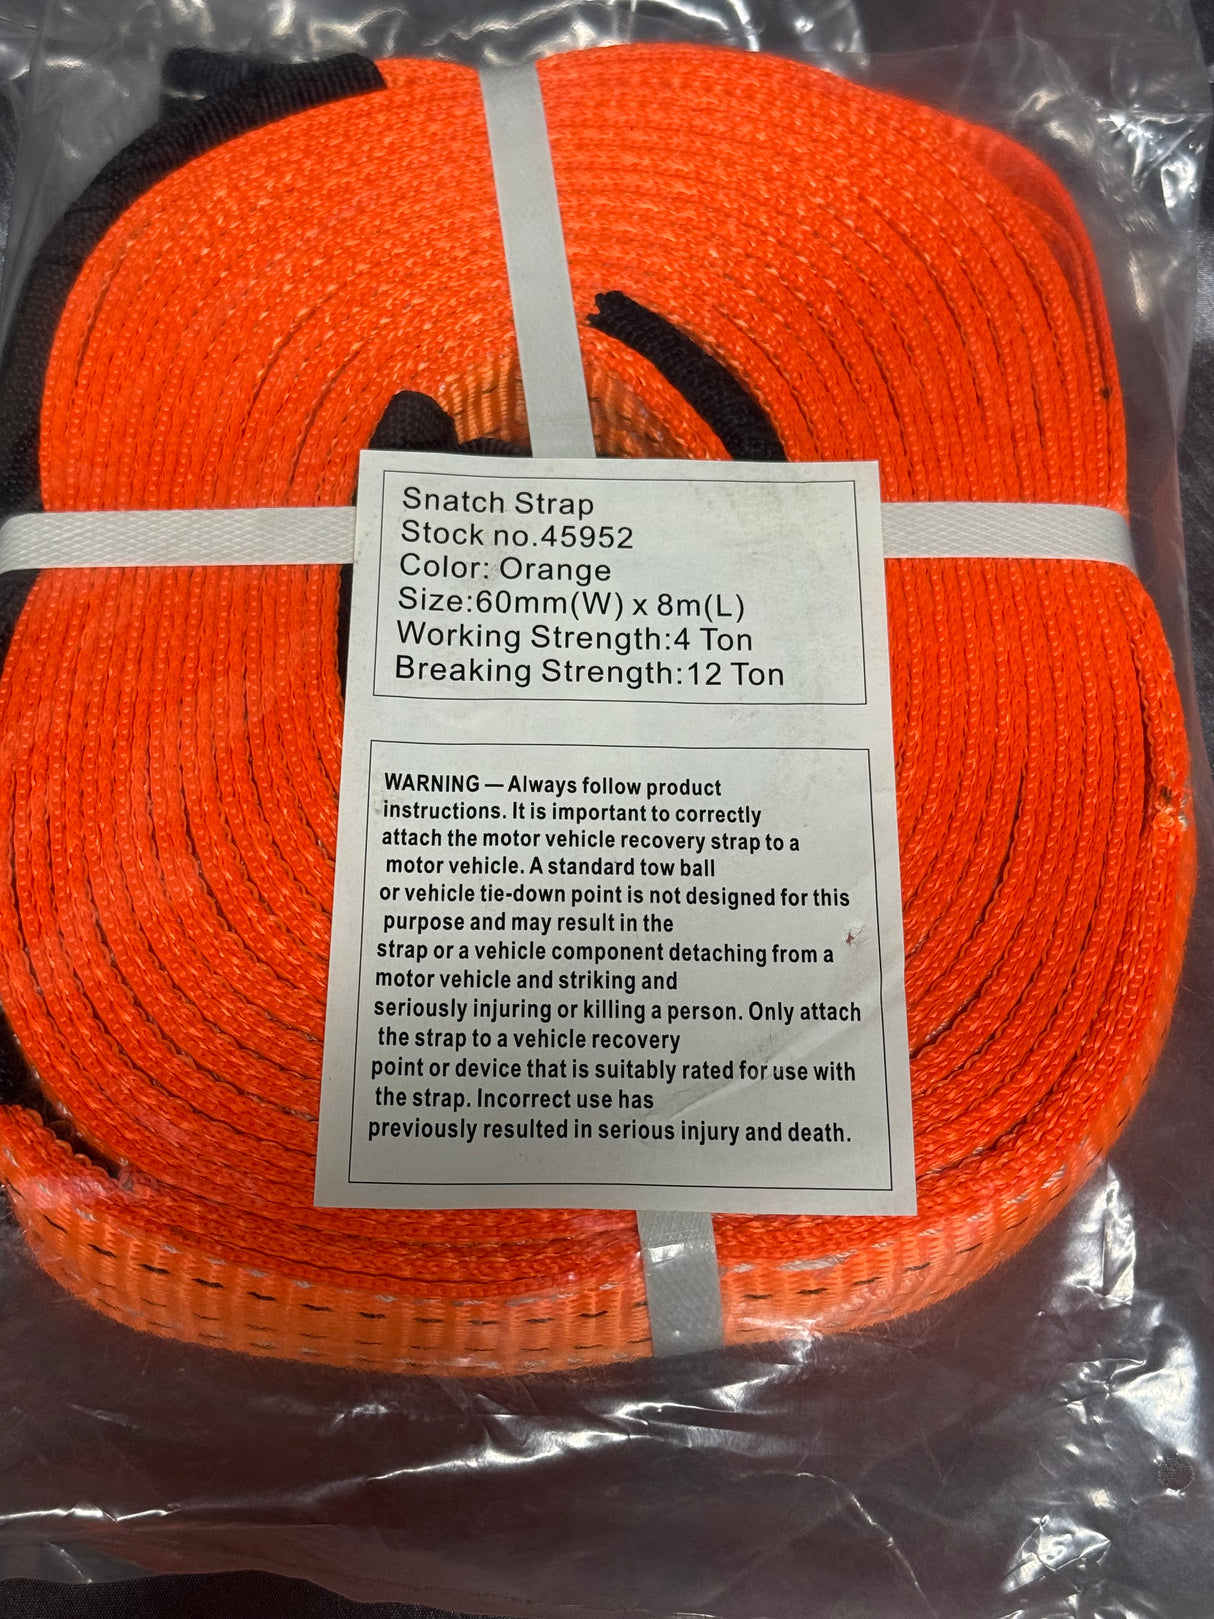 Snatch Strap
Stock no.45952
Color: Orange
Size:60mm(W) x 8m(L)
Working Strength:4 Ton
Breaking Strength:12 Ton
WARNING — Always follow product
instructions. It is important to correctly
attach the motor vehicle recovery strap to a
motor vehicle. A standard tow ball
or vehicle tie-down point is not designed for this
purpose and may result in the
strap or a vehicle component detaching from a
motor vehicle and striking and
seriously injuring or killing a person. Only attach
the strap to a vehicle recovery
point or device that is suitably rated for use with
the strap. Incorrect use has
previously resulted in serious injury and death.